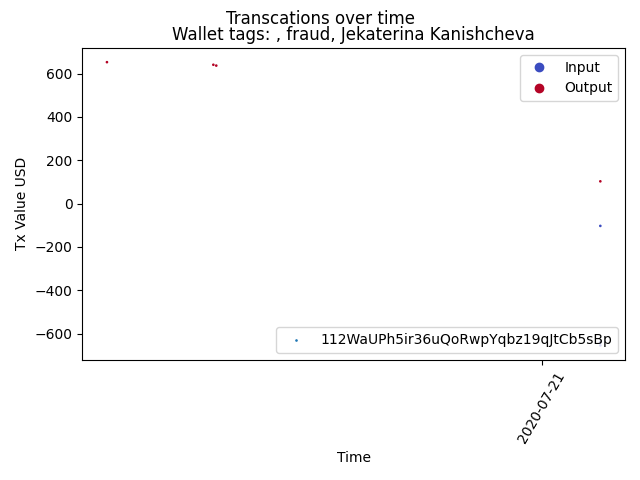 Transcations over time
Wallet tags: , fraud, Jekaterina Kanishcheva
Tx Value USD
600
400
200
0
−200
−400
−600
Input
Output
112WaUPh5ir36uQoRwpYqbz19qJtCb5sBp
2020-07-21
Time